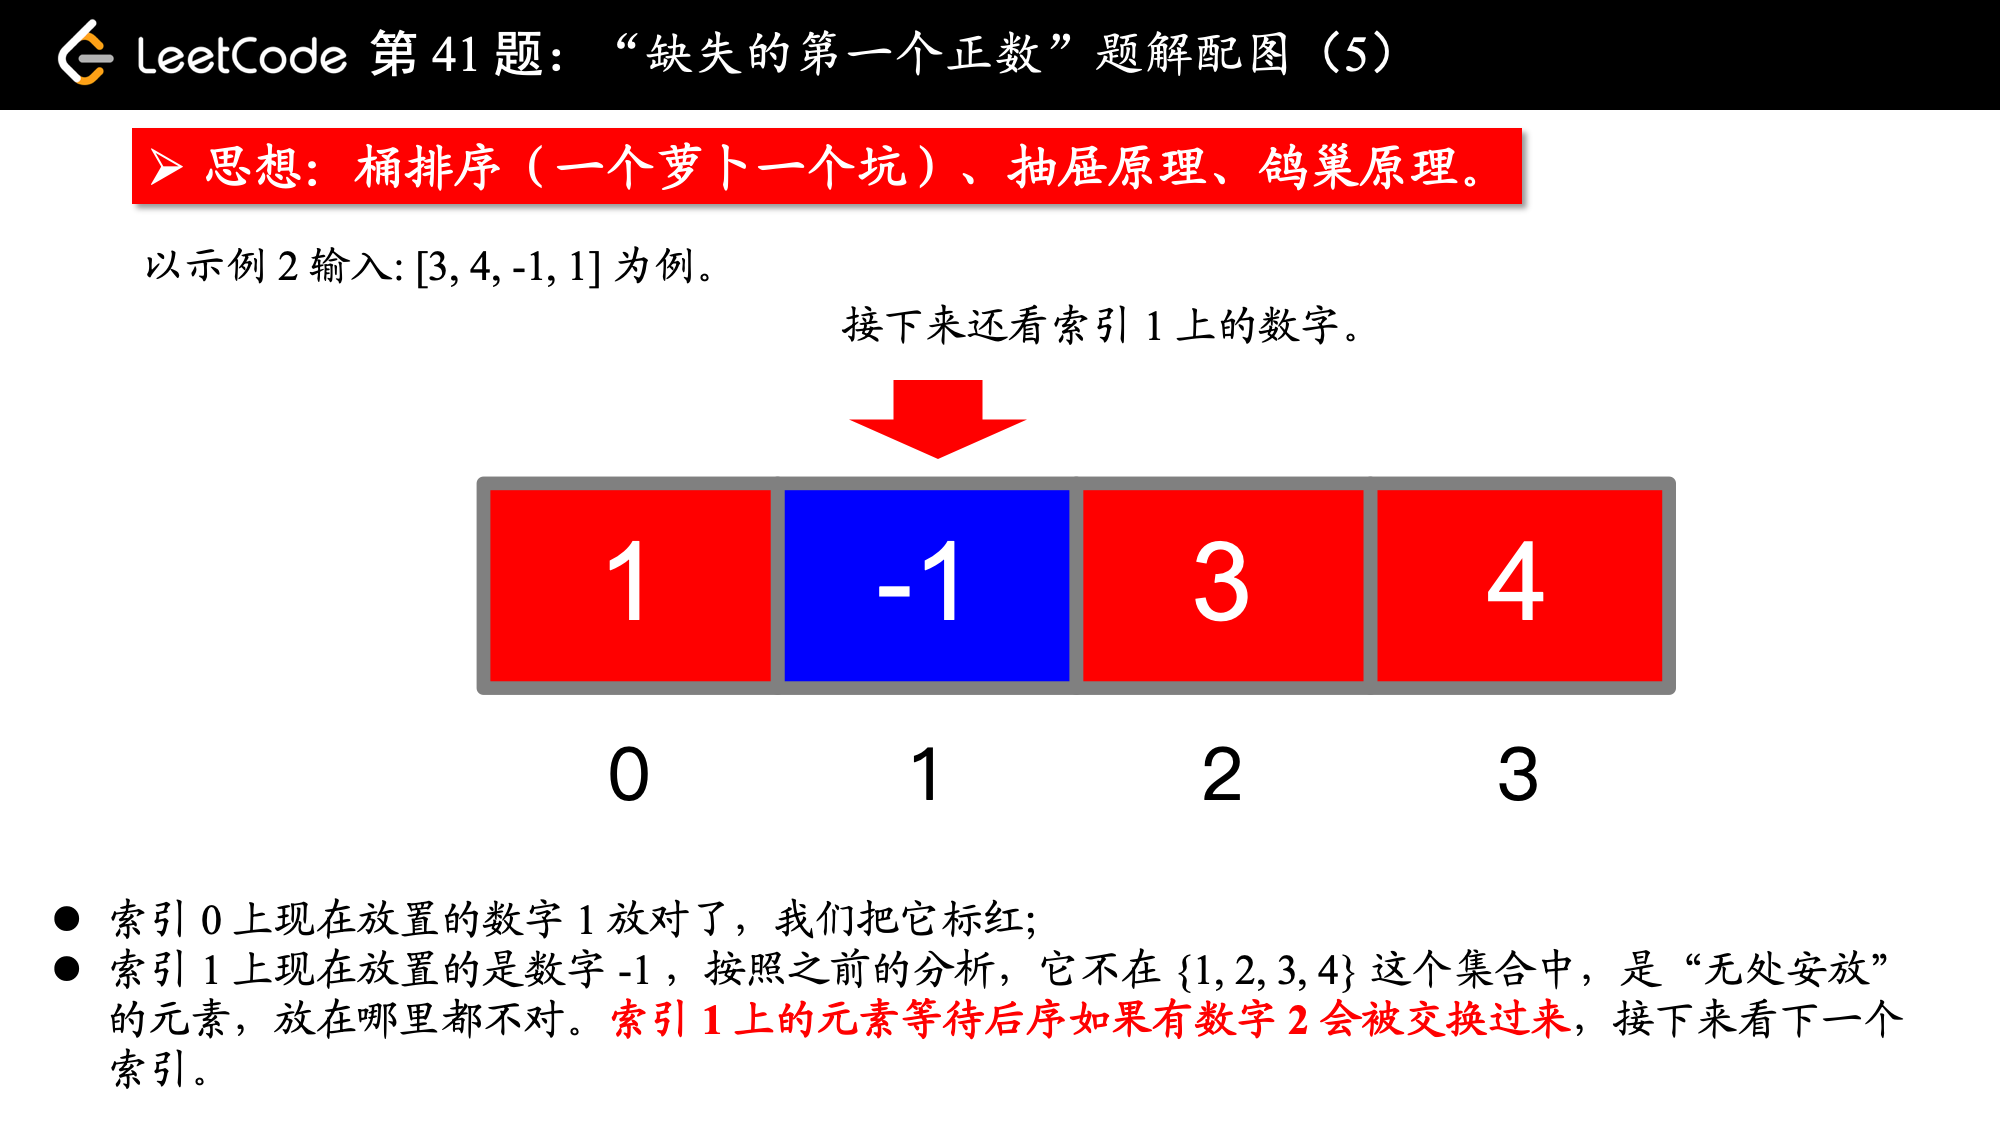 LeetCode 第 41 题：“缺失的第一个正数”题解配图（5）
➢ 思想：桶排序（一个萝卜一个坑）、抽屉原理、鸽巢原理。
以示例 2 输入: [3, 4, -1, 1] 为例。
接下来还看索引 1 上的数字。
1 -1 3 4
0 1 2 3
● 索引 0 上现在放置的数字 1 放对了，我们把它标红；
● 索引 1 上现在放置的是数字 -1 ，按照之前的分析，它不在 {1, 2, 3, 4} 这个集合中，是“无处安放”
的元素，放在哪里都不对。索引 1 上的元素等待后序如果有数字 2 会被交换过来，接下来看下一个
索引。